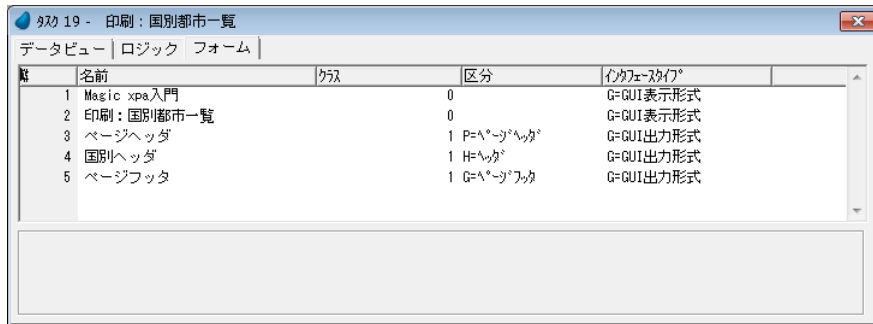 ﾀｽｸ 19 - 印刷：国別都市一覧
データビュー ロジック フォーム
名前 ｸﾗｽ 区分 ｲﾝﾀﾌｪｰｽﾀｲﾌﾟ
1 Magic xpa入門 0 G=GUI表示形式
2 印刷：国別都市一覧 0 G=GUI表示形式
3 ページヘッダ 1 P=ﾍﾟｰｼﾞﾍｯﾀﾞ G=GUI出力形式
4 国別ヘッダ 1 H=ﾍｯﾀﾞ G=GUI出力形式
5 ページフッタ 1 G=ﾍﾟｰｼﾞﾌｯﾀ G=GUI出力形式